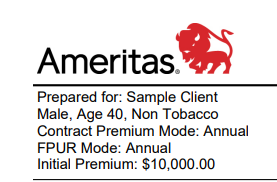 Ameritas®
Prepared for: Sample Client
Male, Age 40, Non Tobacco
Contract Premium Mode: Annual
FPUR Mode: Annual
Initial Premium: $10,000.00